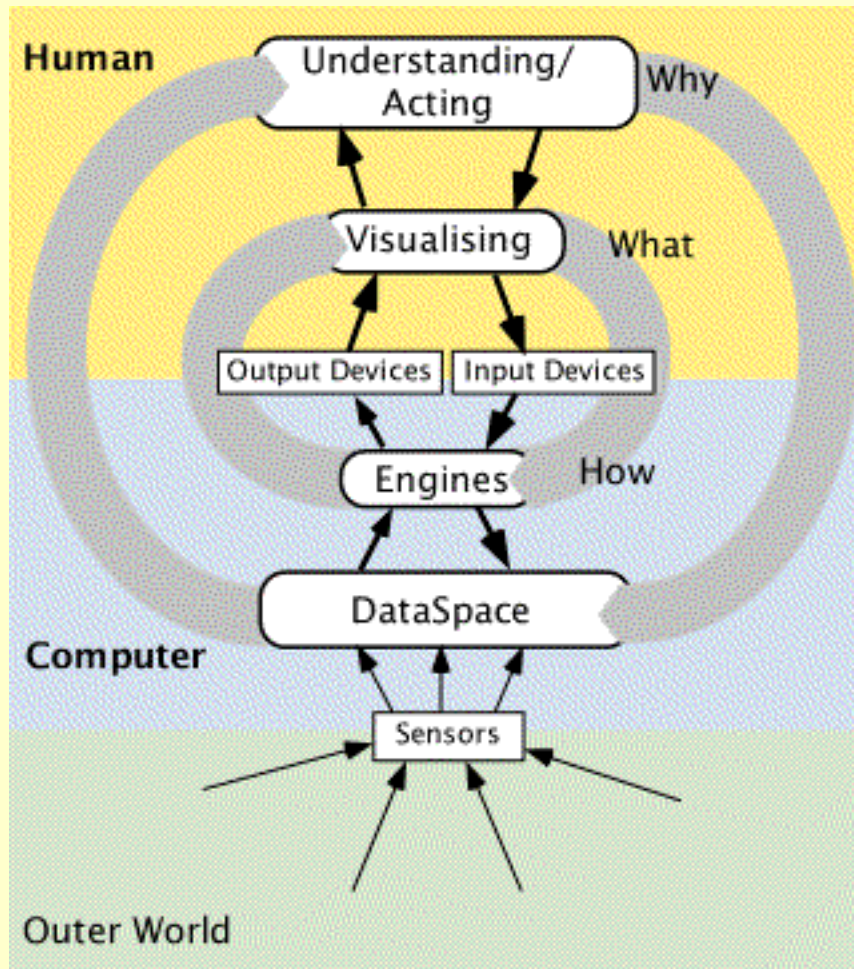 Human
Understanding/
Acting
Why
Visualising
What
Output Devices
Input Devices
Engines
How
DataSpace
Computer
Sensors
Outer World